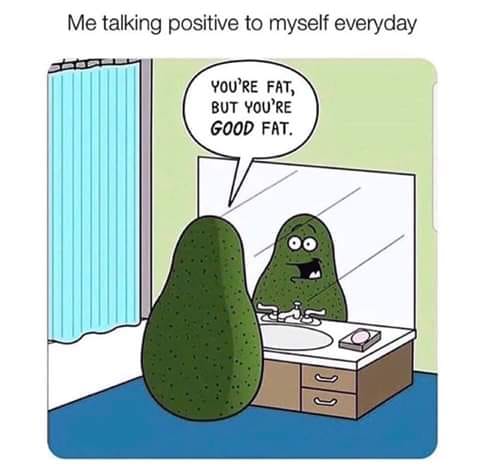 Me talking positive to myself everyday
YOU'RE FAT,
BUT YOU'RE
GOOD FAT.